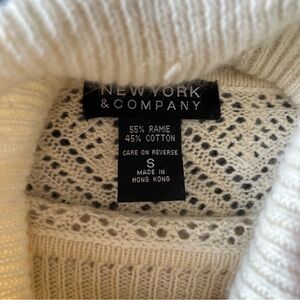 NEW YORK
& COMPANY
55% RAMIE
45% COTTON
CARE ON REVERSE
S
MADE IN
HONG KONG